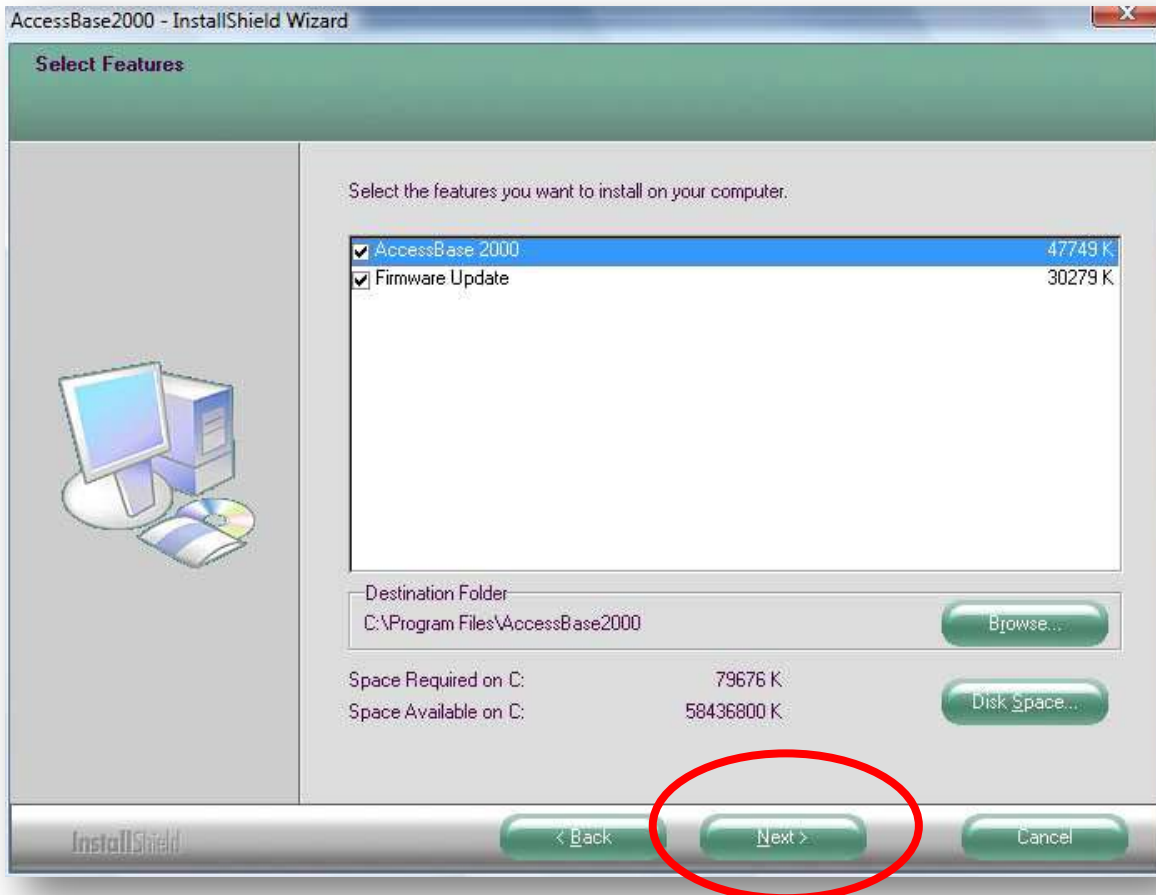 AccessBase2000 - InstallShield Wizard
Select Features
Select the features you want to install on your computer.
AccessBase 2000 47749 K
Firmware Update 30279 K
Destination Folder
C:\Program Files\AccessBase2000
Browse...
Space Required on C: 79676 K
Space Available on C: 58436800 K
Disk Space...
InstallShield
< Back Next > Cancel